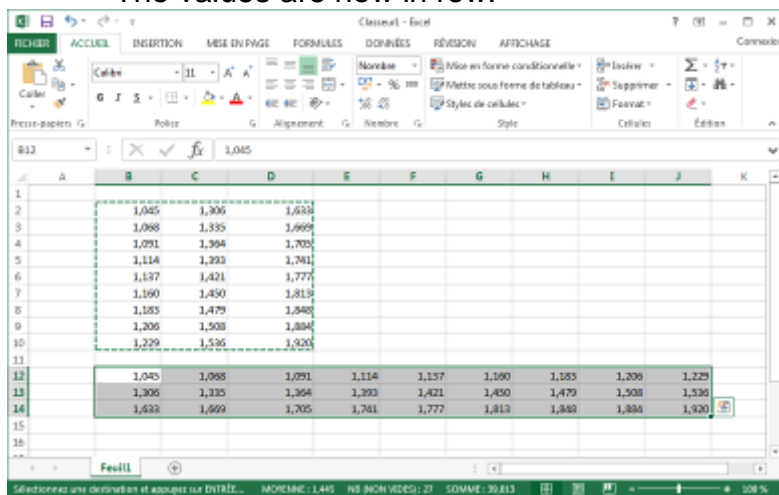 The values are now in row.
Classeur1 - Excel
FICHIER ACCUEIL INSERTION MISE EN PAGE FORMULES DONNÉES RÉVISION AFFICHAGE Connexio
Coller
Calibri 11 A A
G I S
Nombre
% 000
Mise en forme conditionnelle
Mettre sous forme de tableau
Styles de cellules
Insérer
Supprimer
Format
Presse-papiers Police Alignement Nombre Style Cellules Édition
B12 fx 1,045
A B C D E F G H I J K
1
2 1,045 1,306 1,633
3 1,068 1,335 1,669
4 1,091 1,364 1,705
5 1,114 1,393 1,741
6 1,137 1,421 1,777
7 1,160 1,450 1,813
8 1,183 1,479 1,848
9 1,206 1,508 1,884
10 1,229 1,536 1,920
11
12 1,045 1,068 1,091 1,114 1,137 1,160 1,183 1,206 1,229
13 1,306 1,335 1,364 1,393 1,421 1,450 1,479 1,508 1,536
14 1,633 1,669 1,705 1,741 1,777 1,813 1,848 1,884 1,920
15
16
Feuil1
Sélectionnez une destination et appuyez sur ENTRÉE... MOYENNE : 1,445 NB (NON VIDES) : 27 SOMME : 39,013 100 %